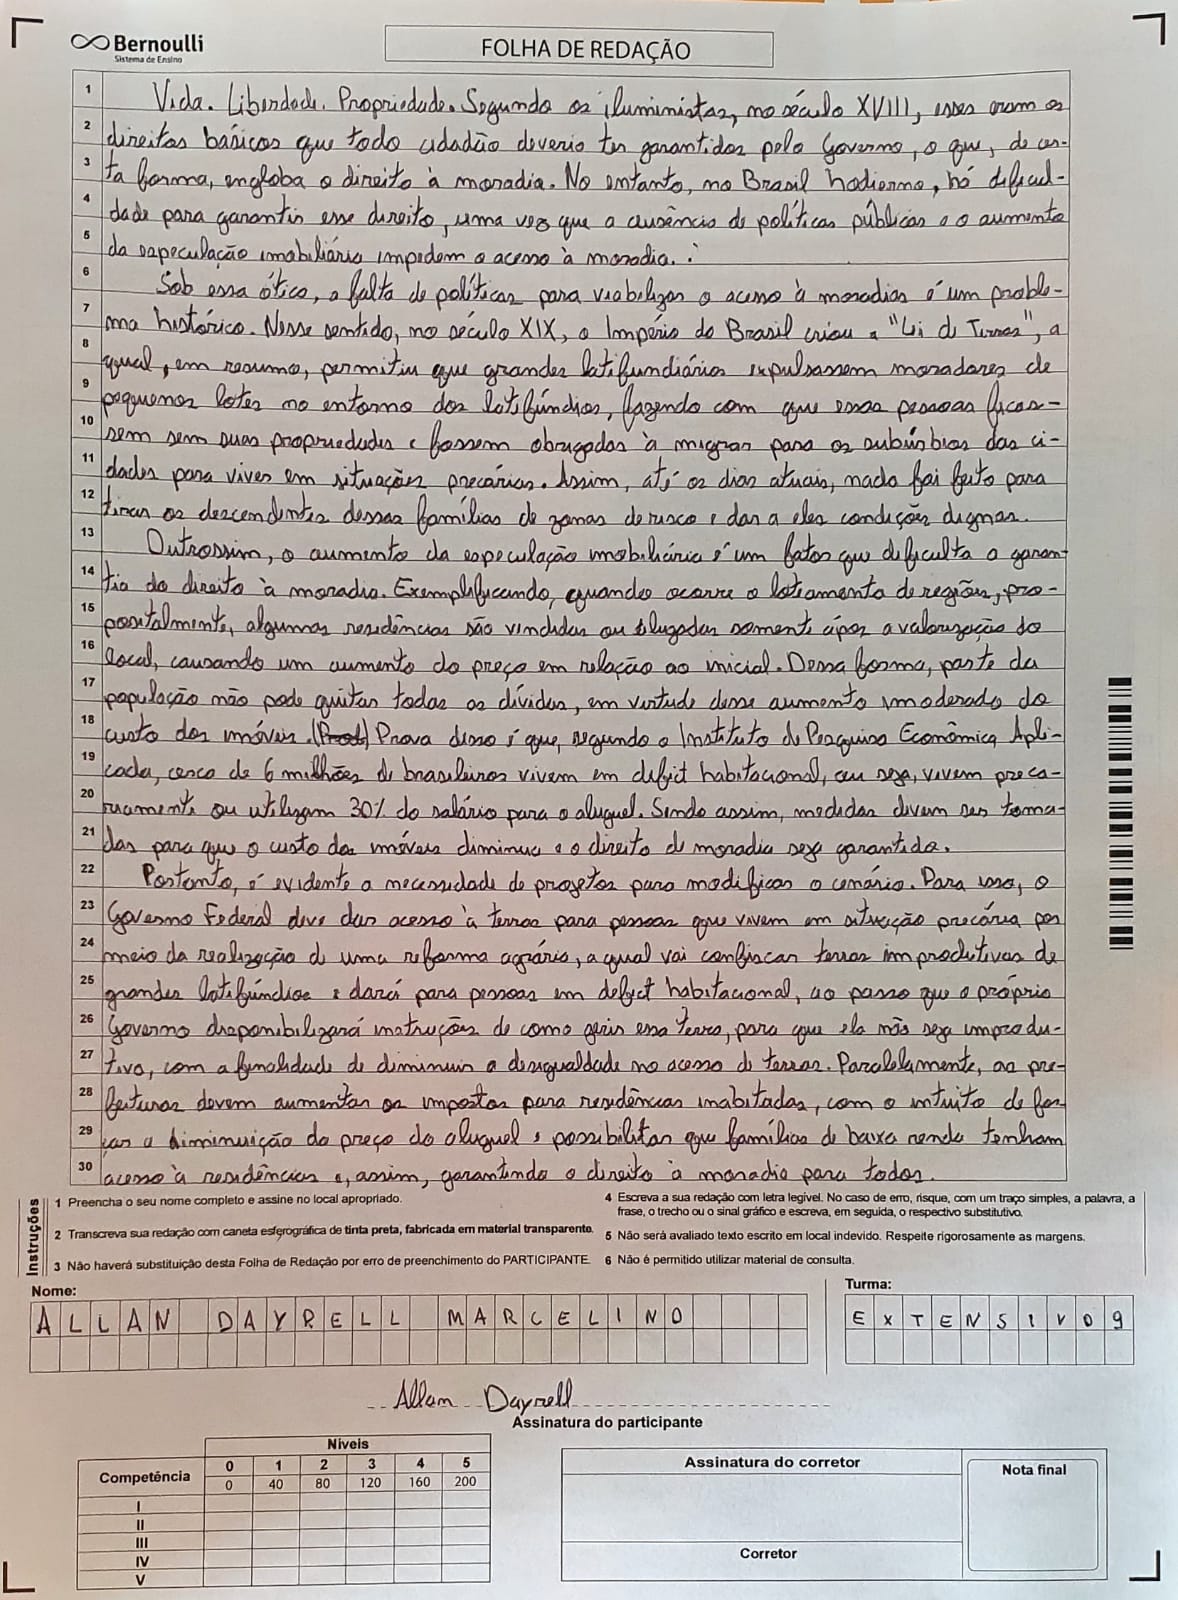 Bernoulli
Sistema de Ensino
FOLHA DE REDAÇÃO
1 Vida. Liberdade. Propriedade. Segundo os iluministas, no século XVIII, esses eram os
2 direitos básicos que todo cidadão deveria ter garantidos pelo Governo, o que, de cer-
3 ta forma, engloba o direito à moradia. No entanto, no Brasil hodierno, há dificul-
4 dade para garantir esse direito, uma vez que a ausência de políticas públicas e o aumento
5 da especulação imobiliária impedem o acesso à moradia.
6 Sob essa ótica, a falta de políticas para viabilizar o acesso à moradias é um proble-
7 ma histórico. Nesse sentido, no século XIX, o Império do Brasil criou a "Lei de Terras", a
8 qual, em resumo, permitiu que grandes latifundiários expulsassem moradores de
9 pequenos lotes no entorno dos latifúndios, fazendo com que essas pessoas ficas-
10 sem sem suas propriedades e fossem obrigadas à migrar para os subúrbios das ci-
11 dades para viver em situações precárias. Assim, até os dias atuais, nada foi feito para
12 tirar os descendentes dessas famílias de zonas de risco e dar a eles condições dignas.
13 Outrossim, o aumento da especulação imobiliária é um fator que dificulta a garan-
14 tia do direito à moradia. Exemplificando, quando ocorre o loteamento de regiões, pro-
15 positalmente, algumas residências são vendidas ou alugadas somente após a valorização do
16 local, causando um aumento do preço em relação ao inicial. Dessa forma, parte da
17 população não pode quitar todas as dívidas, em virtude desse aumento imoderado do
18 custo dos imóveis. (Prod) Prova disso é que, segundo o Instituto de Pesquisa Econômica Apli-
19 cada, cerca de 6 milhões de brasileiros vivem em deficit habitacional, ou seja, vivem preca-
20 riamente ou utilizam 30% do salário para o aluguel. Sendo assim, medidas devem ser toma-
21 das para que o custo dos imóveis diminua e o direito de moradia seja garantido.
22 Portanto, é evidente a necessidade de projetos para modificar o cenário. Para isso, o
23 Governo Federal deve dar acesso à terras para pessoas que vivem em situação precária por
24 meio da realização de uma reforma agrária, a qual vai confiscar terras improdutivas de
25 grandes latifúndios e dará para pessoas em deficit habitacional, ao passo que o próprio
26 Governo disponibilizará instruções de como gerir essa terra, para que ela não seja improdu-
27 tiva, com a finalidade de diminuir a desigualdade no acesso de terras. Paralelamente, as pre-
28 feituras devem aumentar os impostos para residências inabitadas, com o intuito de for-
29 çar a diminuição do preço do aluguel e possibilitar que famílias de baixa renda tenham
30 acesso à residências e, assim, garantindo o direito à moradia para todos.
Instruções
1 Preencha o seu nome completo e assine no local apropriado.
2 Transcreva sua redação com caneta esferográfica de tinta preta, fabricada em material transparente.
3 Não haverá substituição desta Folha de Redação por erro de preenchimento do PARTICIPANTE.
4 Escreva a sua redação com letra legível. No caso de erro, risque, com um traço simples, a palavra, a
frase, o trecho ou o sinal gráfico e escreva, em seguida, o respectivo substitutivo.
5 Não será avaliado texto escrito em local indevido. Respeite rigorosamente as margens.
6 Não é permitido utilizar material de consulta.
Nome:
ALLAN DAYRELL MARCELINO
Turma:
EXTENSIVO9
Allan Dayrell
Assinatura do participante
Níveis
Competência 0 1 2 3 4 5
0 40 80 120 160 200
I
II
III
IV
V
Assinatura do corretor
Corretor
Nota final